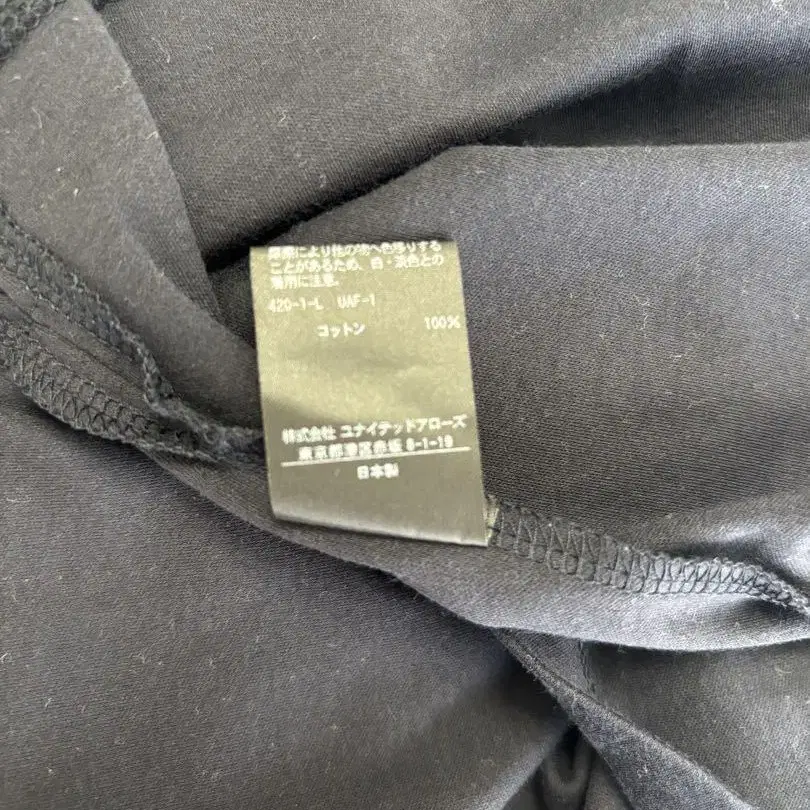 摩擦により他の物へ色移りする
ことがあるため、白・淡色との
着用に注意。
420-1-L UAF-1
コットン 100%
株式会社 ユナイテッドアローズ
東京都港区赤坂 8-1-19
日本製